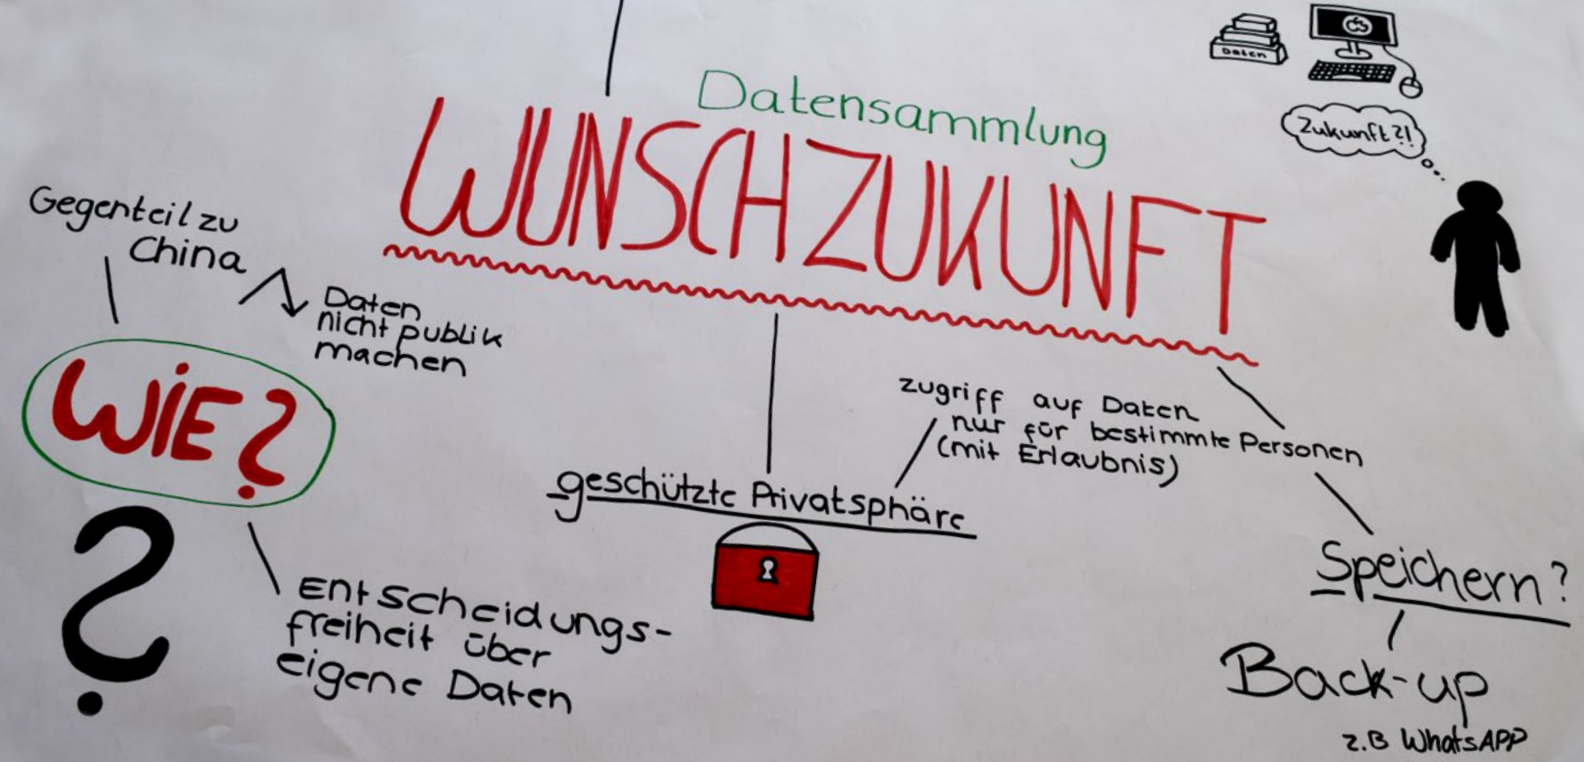 Daten
Zukunft?!
Datensammlung
WUNSCHZUKUNFT
Gegenteil zu
China
Daten
nicht publik
machen
WIE?
?
Entscheidungs-
freiheit über
eigene Daten
geschützte Privatsphäre
Zugriff auf Daten
nur für bestimmte Personen
(mit Erlaubnis)
Speichern?
Back-up
z.B WhatsAPP